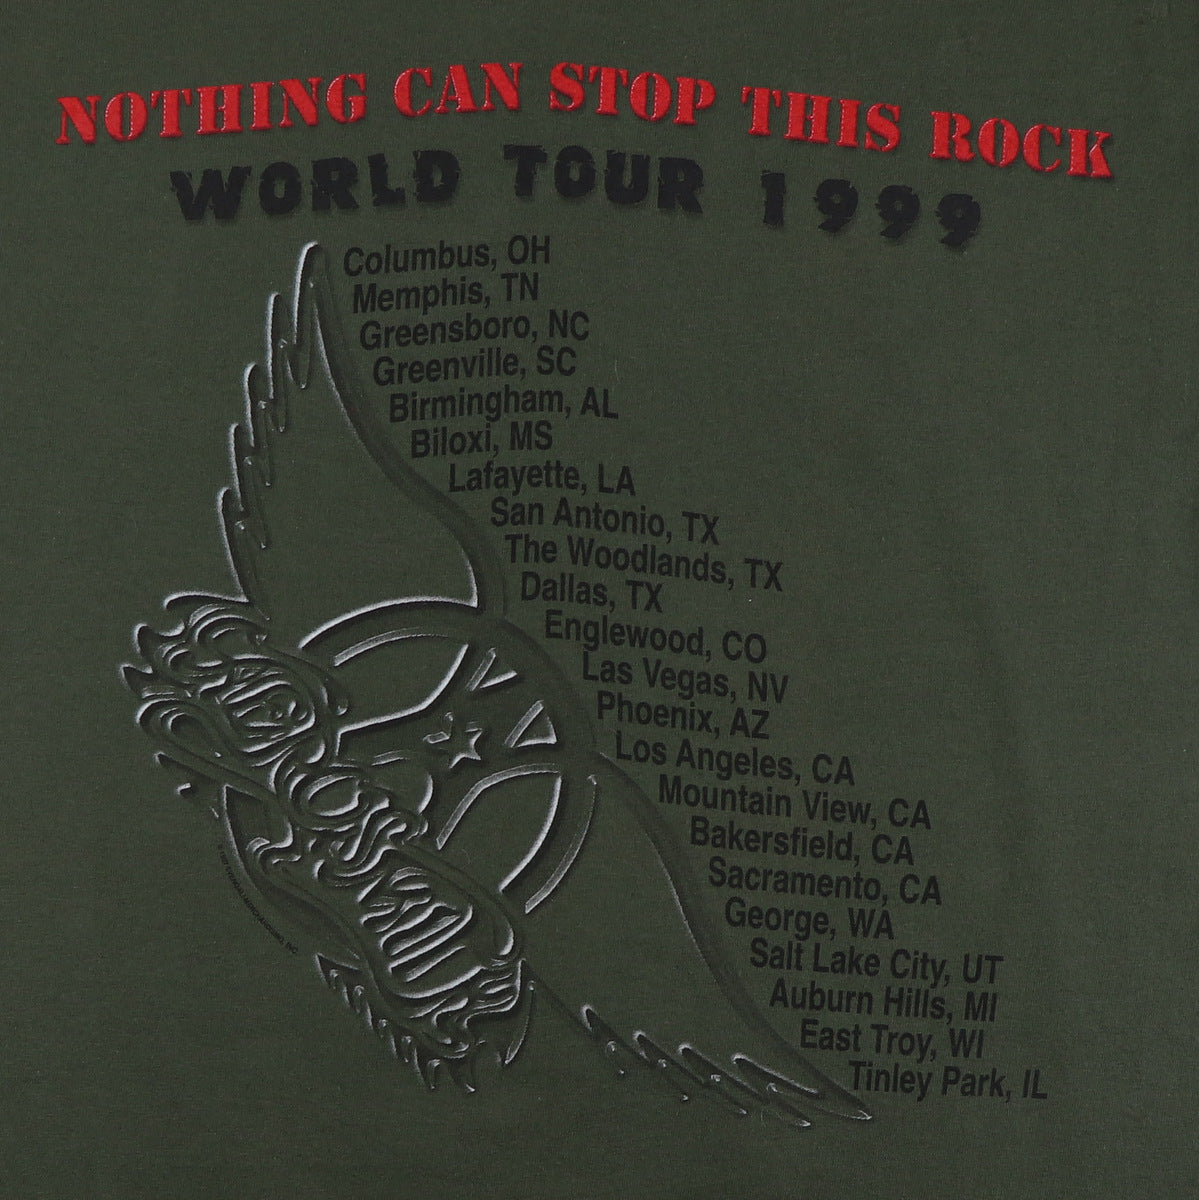 NOTHING CAN STOP THIS ROCK
WORLD TOUR 1999
Columbus, OH
Memphis, TN
Greensboro, NC
Greenville, SC
Birmingham, AL
Biloxi, MS
Lafayette, LA
San Antonio, TX
The Woodlands, TX
Dallas, TX
Englewood, CO
Las Vegas, NV
Phoenix, AZ
Los Angeles, CA
Mountain View, CA
Bakersfield, CA
Sacramento, CA
George, WA
Salt Lake City, UT
Auburn Hills, MI
East Troy, WI
Tinley Park, IL